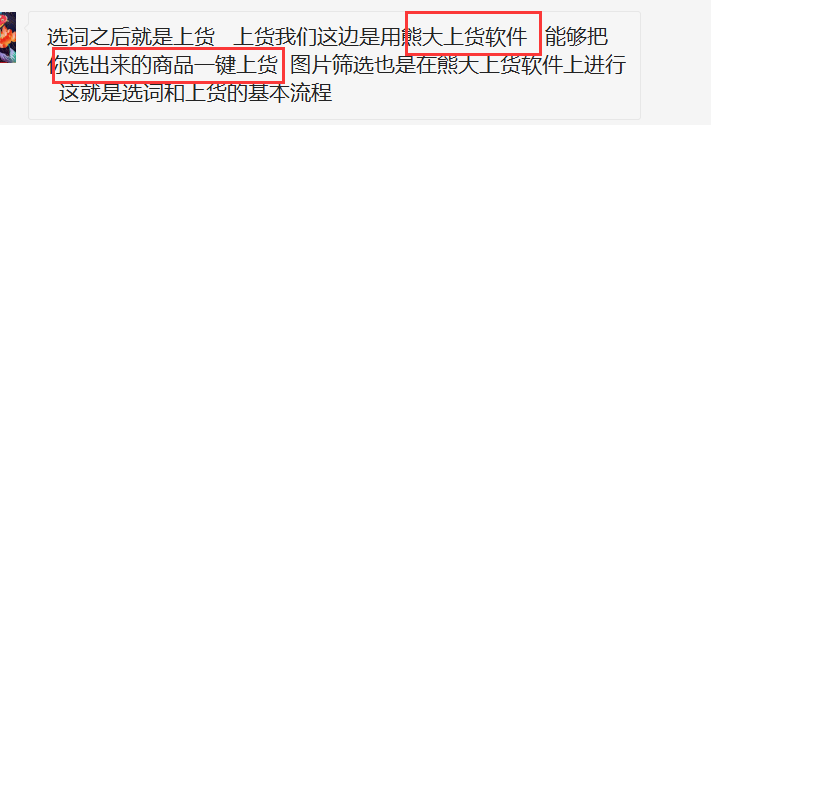 选词之后就是上货 上货我们这边是用熊大上货软件 能够把
你选出来的商品一键上货 图片筛选也是在熊大上货软件上进行
这就是选词和上货的基本流程